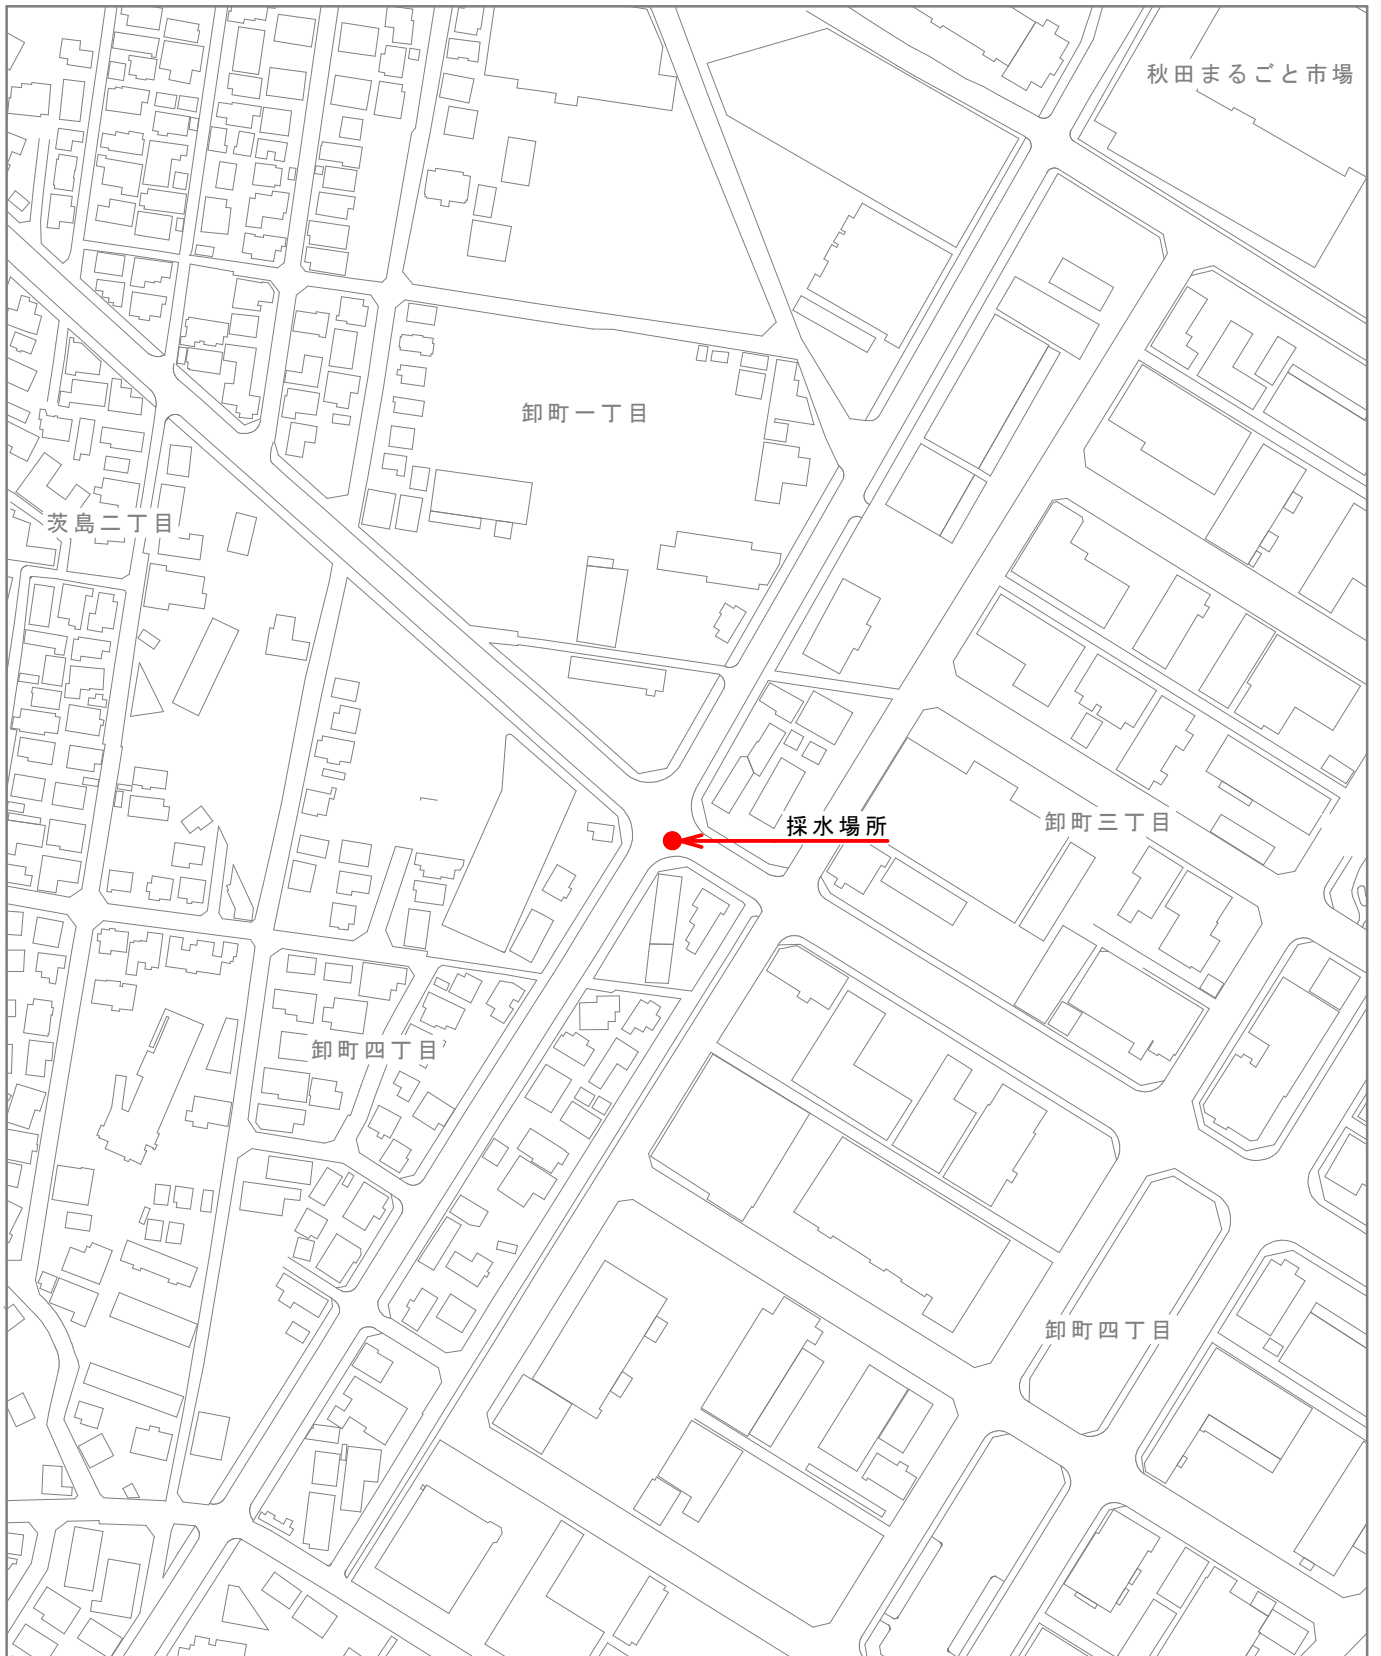 秋田まるごと市場
卸町一丁目
茨島二丁目
採水場所
卸町三丁目
卸町四丁目
卸町四丁目